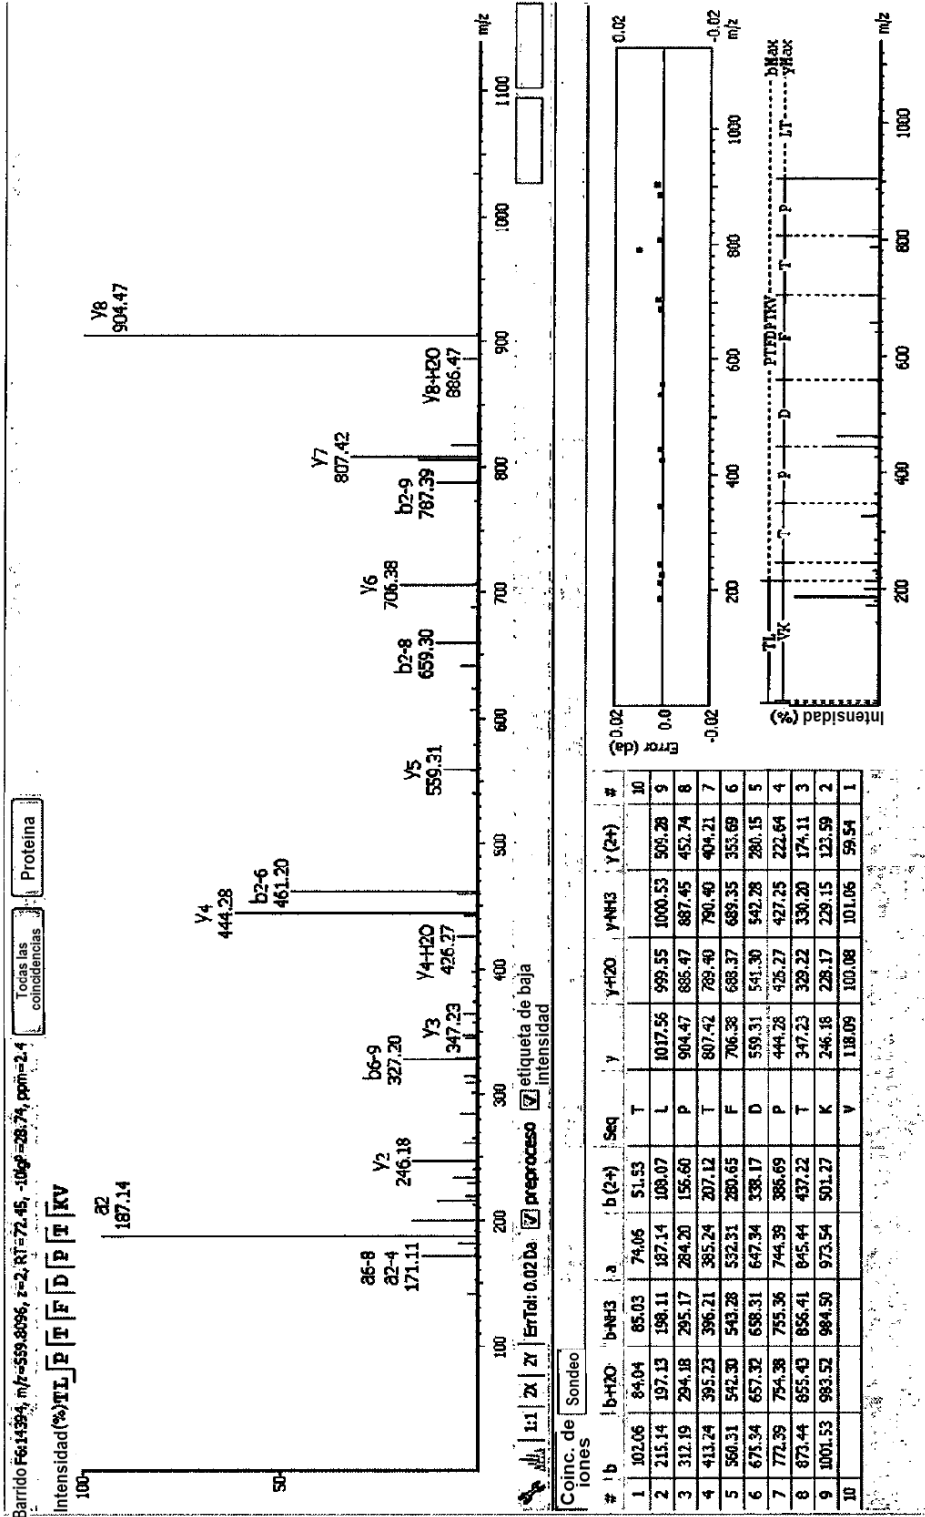 Barrido F6:14394, m/z=559.8096, z=2, RT=72.45, -10lgP=28.74, ppm=2.4
Todas las coincidencias
Proteina
Intensidad(%) TL P T F D P T KV
100
50
a6-8
a2-4
171.11
a2
187.14
y2
246.18
b6-9
327.20
y3
347.23
y4-H2O
426.27
y4
444.28
b2-6
461.20
y5
559.31
b2-8
659.30
y6
706.38
b2-9
787.39
y7
807.42
y8-H2O
886.47
y8
904.47
100 200 300 400 500 600 700 800 900 1000 1100 m/z
1:1 2X 2Y ErrTol: 0.02 Da preproceso etiqueta de baja
intensidad
Coinc. de
iones
Sondeo
# b b-H2O b-NH3 a b (2+) Seq y y-H2O y-NH3 y (2+) #
1 102.06 84.04 85.03 74.06 51.53 T 10
2 215.14 197.13 198.11 187.14 108.07 L 1017.56 999.55 1000.53 509.28 9
3 312.19 294.18 295.17 284.20 156.60 P 904.47 886.47 887.45 452.74 8
4 413.24 395.23 396.21 385.24 207.12 T 807.42 789.40 790.40 404.21 7
5 560.31 542.30 543.28 532.31 280.65 F 706.38 688.37 689.35 353.69 6
6 675.34 657.32 658.31 647.34 338.17 D 559.31 541.30 542.28 280.15 5
7 772.39 754.38 755.36 744.39 386.69 P 444.28 426.27 427.25 222.64 4
8 873.44 855.43 856.41 845.44 437.22 T 347.23 329.22 330.20 174.11 3
9 1001.53 983.52 984.50 973.54 501.27 K 246.18 228.17 229.15 123.59 2
10 V 118.09 100.08 101.06 59.54 1
Error (da)
0.02
0.0
-0.02
0.02
-0.02
200 400 600 800 1000 m/z
TL PTFDPTKV bMax
VK T P D F T P LT yMax
Intensidad
(%)
200 400 600 800 1000 m/z